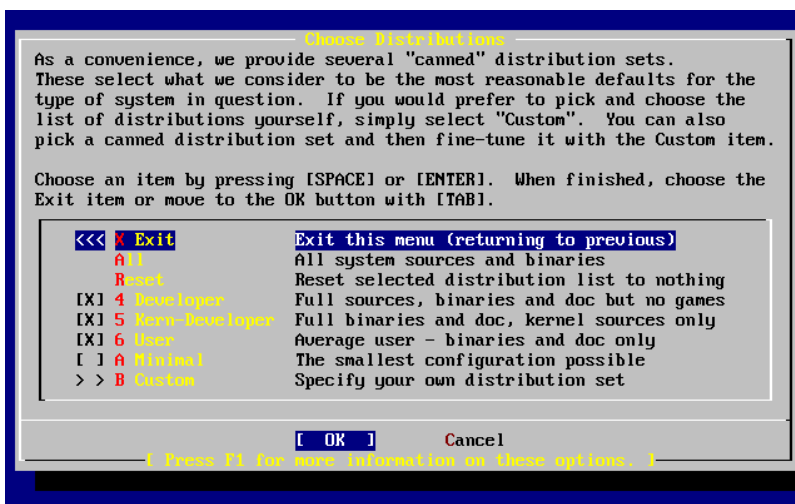 Choose Distributions
As a convenience, we provide several "canned" distribution sets.
These select what we consider to be the most reasonable defaults for the
type of system in question.  If you would prefer to pick and choose the
list of distributions yourself, simply select "Custom".  You can also
pick a canned distribution set and then fine-tune it with the Custom item.
Choose an item by pressing [SPACE] or [ENTER].  When finished, choose the
Exit item or move to the OK button with [TAB].
<<< X Exit Exit this menu (returning to previous)
All All system sources and binaries
Reset Reset selected distribution list to nothing
[X] 4 Developer Full sources, binaries and doc but no games
[X] 5 Kern-Developer Full binaries and doc, kernel sources only
[X] 6 User Average user - binaries and doc only
[ ] A Minimal The smallest configuration possible
> > B Custom Specify your own distribution set
[ OK ] Cancel
[ Press F1 for more information on these options. ]